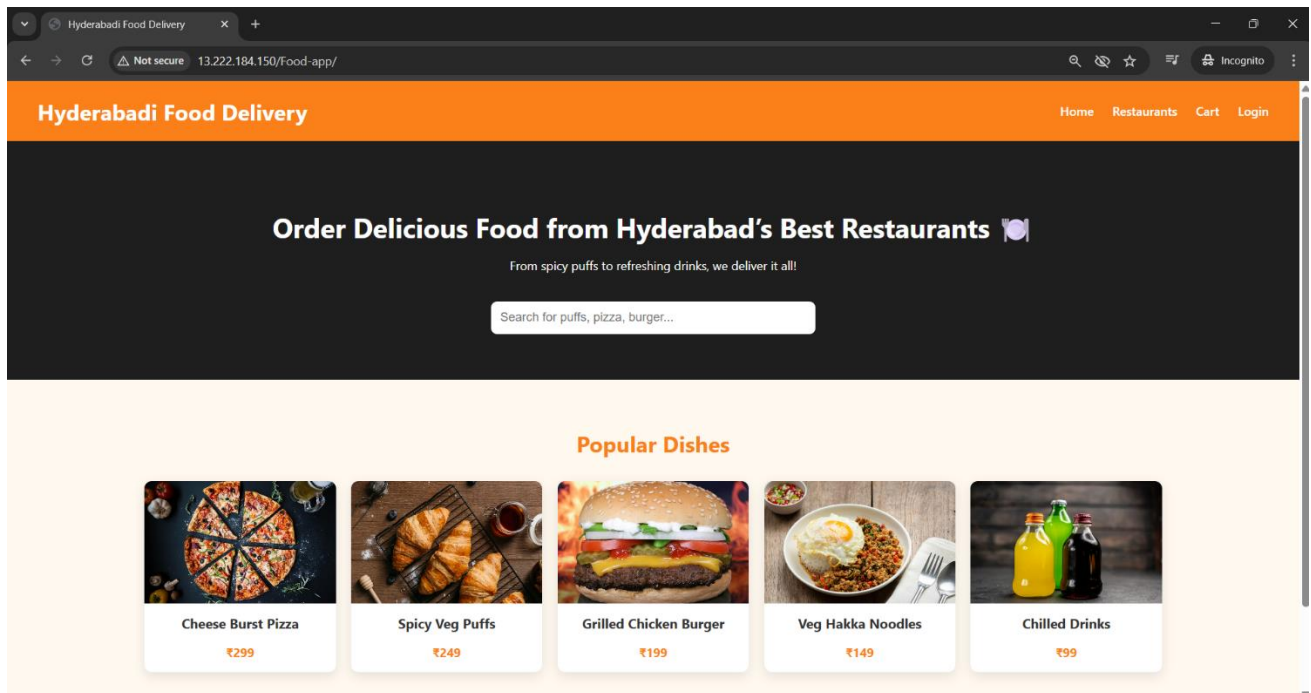 Hyderabadi Food Delivery
Not secure 13.222.184.150/Food-app/
Incognito
Hyderabadi Food Delivery
Home Restaurants Cart Login
Order Delicious Food from Hyderabad’s Best Restaurants 🍽️
From spicy puffs to refreshing drinks, we deliver it all!
Search for puffs, pizza, burger...
Popular Dishes
Cheese Burst Pizza
₹299
Spicy Veg Puffs
₹249
Grilled Chicken Burger
₹199
Veg Hakka Noodles
₹149
Chilled Drinks
₹99